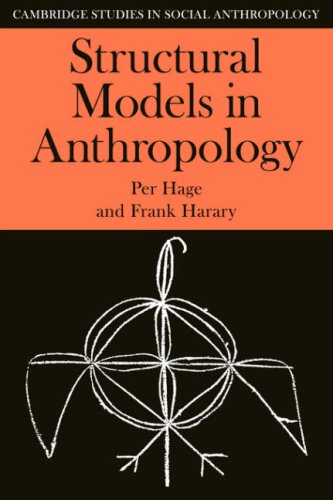 CAMBRIDGE STUDIES IN SOCIAL ANTHROPOLOGY
Structural
Models in
Anthropology
Per Hage
and Frank Harary